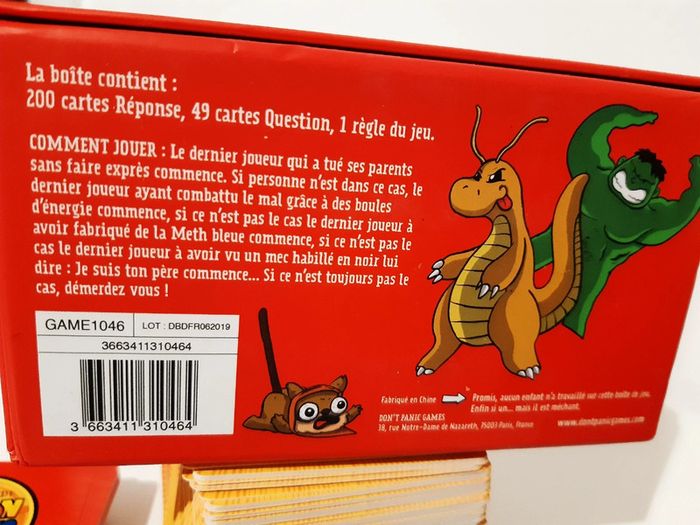 La boîte contient :
200 cartes Réponse, 49 cartes Question, 1 règle du jeu.
COMMENT JOUER : Le dernier joueur qui a tué ses parents
sans faire exprès commence. Si personne n'est dans ce cas, le
dernier joueur ayant combattu le mal grâce à des boules
d'énergie commence, si ce n'est pas le cas le dernier joueur à
avoir fabriqué de la Meth bleue commence, si ce n'est pas le
cas le dernier joueur à avoir vu un mec habillé en noir lui
dire : Je suis ton père commence... Si ce n'est toujours pas le
cas, démerdez vous !
GAME1046
LOT : DBDFR062019
3663411310464
3 663411 310464
Fabriqué en Chine
Promis, aucun enfant n'a travaillé sur cette boîte de jeu.
Enfin si un... mais il est méchant.
DON'T PANIC GAMES
38, rue Notre-Dame de Nazareth, 75003 Paris, France
www.dontpanicgames.com